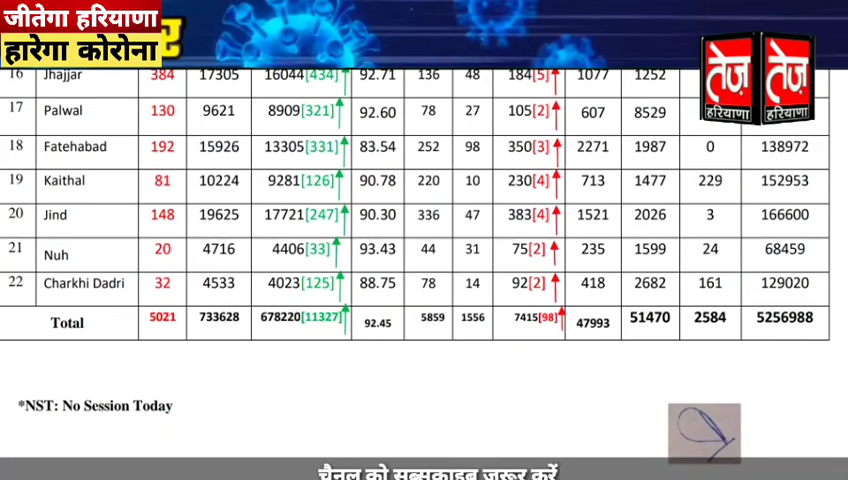 जीतेगा हरियाणा
हारेगा कोरोना
तेज़ हरियाणा तेज़ हरियाणा
16 Jhajjar 384 17305 16044[434] 92.71 136 48 184[5] 1077 1252
17 Palwal 130 9621 8909[321] 92.60 78 27 105[2] 607 8529
18 Fatehabad 192 15926 13305[331] 83.54 252 98 350[3] 2271 1987 0 138972
19 Kaithal 81 10224 9281[126] 90.78 220 10 230[4] 713 1477 229 152953
20 Jind 148 19625 17721[247] 90.30 336 47 383[4] 1521 2026 3 166600
21 Nuh 20 4716 4406[33] 93.43 44 31 75[2] 235 1599 24 68459
22 Charkhi Dadri 32 4533 4023[125] 88.75 78 14 92[2] 418 2682 161 129020
Total 5021 733628 678220[11327] 92.45 5859 1556 7415[98] 47993 51470 2584 5256988
*NST: No Session Today
चैनल को सब्सक्राइब जरूर करें